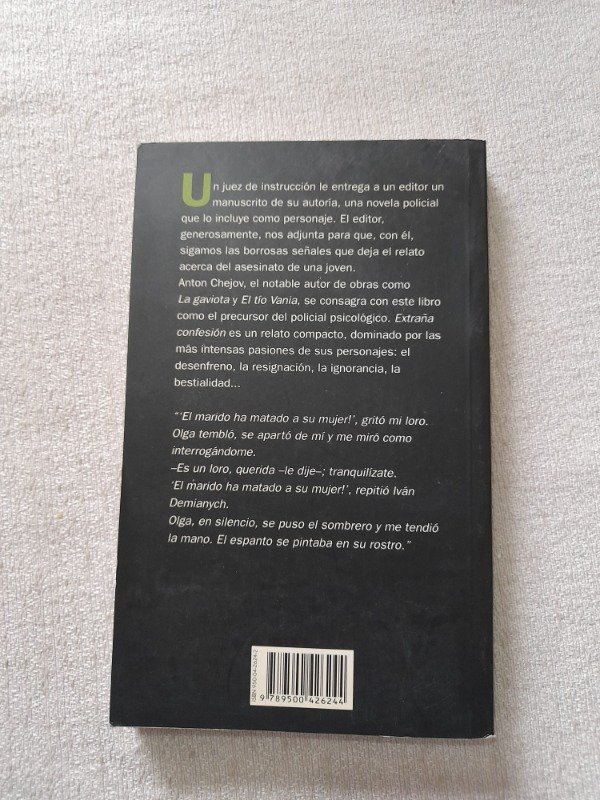 Un juez de instrucción le entrega a un editor un
manuscrito de su autoría, una novela policial
que lo incluye como personaje. El editor,
generosamente, nos adjunta para que, con él,
sigamos las borrosas señales que deja el relato
acerca del asesinato de una joven.
Anton Chejov, el notable autor de obras como
La gaviota y El tío Vania, se consagra con este libro
como el precursor del policial psicológico. Extraña
confesión es un relato compacto, dominado por las
más intensas pasiones de sus personajes: el
desenfreno, la resignación, la ignorancia, la
bestialidad...
“‘El marido ha matado a su mujer!’, gritó mi loro.
Olga tembló, se apartó de mí y me miró como
interrogándome.
–Es un loro, querida –le dije–; tranquilízate.
‘El marido ha matado a su mujer!’, repitió Iván
Demianych.
Olga, en silencio, se puso el sombrero y me tendió
la mano. El espanto se pintaba en su rostro.”
ISBN 950-04-2624-2
9 789500 426244